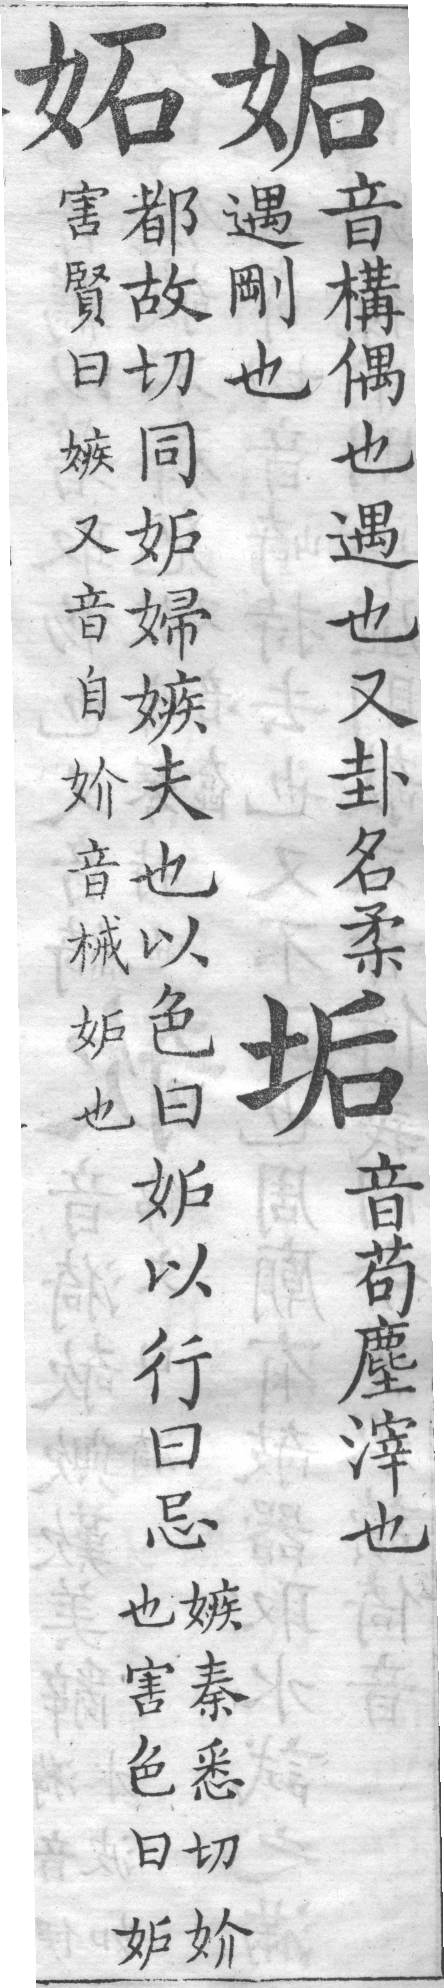 姤
音構偶也遇也又卦名柔
遇剛也
垢
音苟塵滓也
妬
都故切同妒婦嫉夫也以色曰妒以行曰忌
嫉秦悉切妎
也害色曰妒
害賢曰嫉又音自妎音械妒也